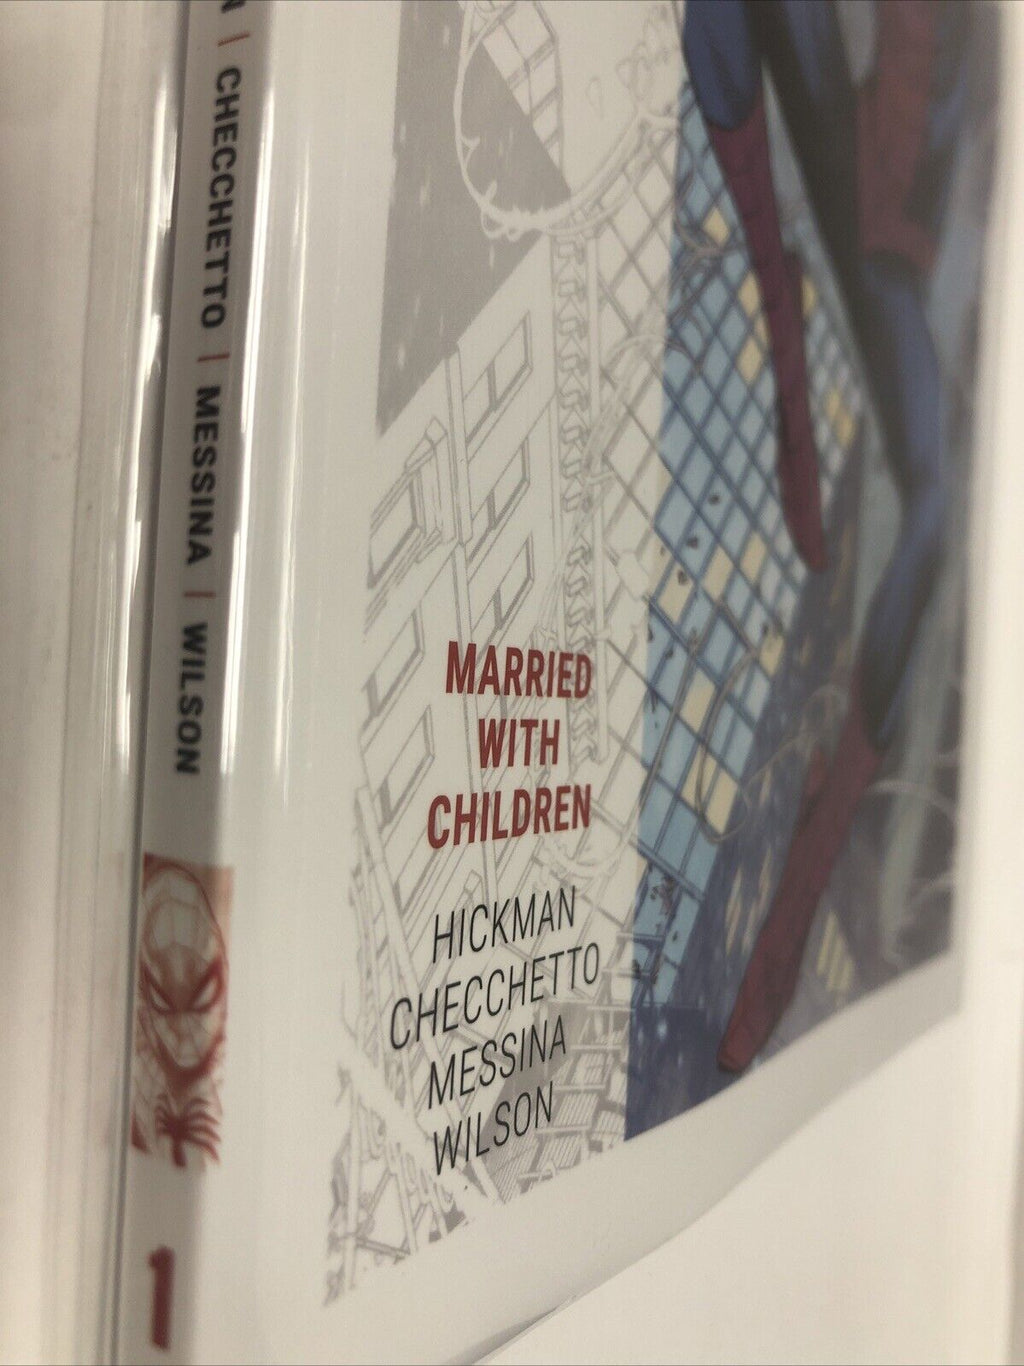 N | CHECCHETTO | MESSINA | WILSON
1
MARRIED
WITH
CHILDREN
HICKMAN
CHECCHETTO
MESSINA
WILSON